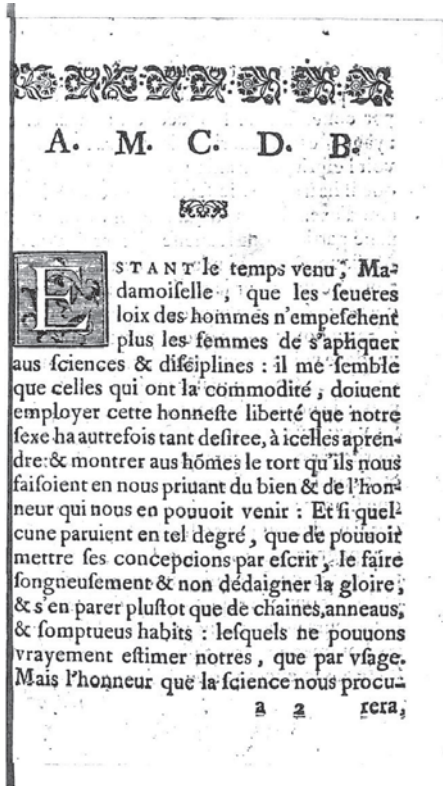 A. M. C. D. B.
ESTANT le temps venu, Ma-
damoiſelle, que les ſeueres
loix des hommes n'empeſchent
plus les femmes de s'apliquer
aus ſciences & diſciplines : il me ſemble
que celles qui ont la commodité, doiuent
employer cette honneſte liberté que notre
ſexe ha autrefois tant deſiree, à icelles apren-
dre: & montrer aus hõmes le tort qu'ils nous
faiſoient en nous priuant du bien & de l'hon-
neur qui nous en pouuoit venir : Et ſi quel-
cune paruient en tel degré, que de pouuoir
mettre ſes concepcions par eſcrit, le faire
ſongneuſement & non dédaigner la gloire,
& s'en parer pluſtot que de chaines, anneaus,
& ſomptueus habits : leſquels ne pouuons
vrayement eſtimer notres, que par vſage.
Mais l'honneur que la ſcience nous procu-
a 2 rera,